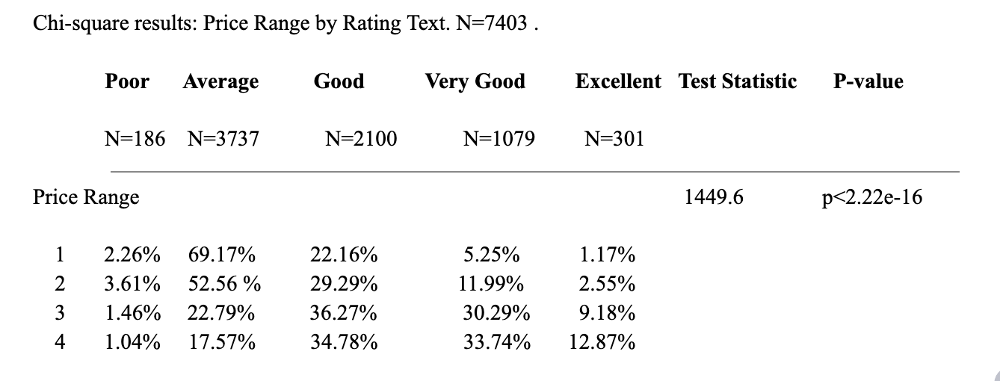 Chi-square results: Price Range by Rating Text. N=7403 .
Poor Average Good Very Good Excellent Test Statistic P-value
N=186 N=3737 N=2100 N=1079 N=301
Price Range 1449.6 p<2.22e-16
1 2.26% 69.17% 22.16% 5.25% 1.17%
2 3.61% 52.56 % 29.29% 11.99% 2.55%
3 1.46% 22.79% 36.27% 30.29% 9.18%
4 1.04% 17.57% 34.78% 33.74% 12.87%